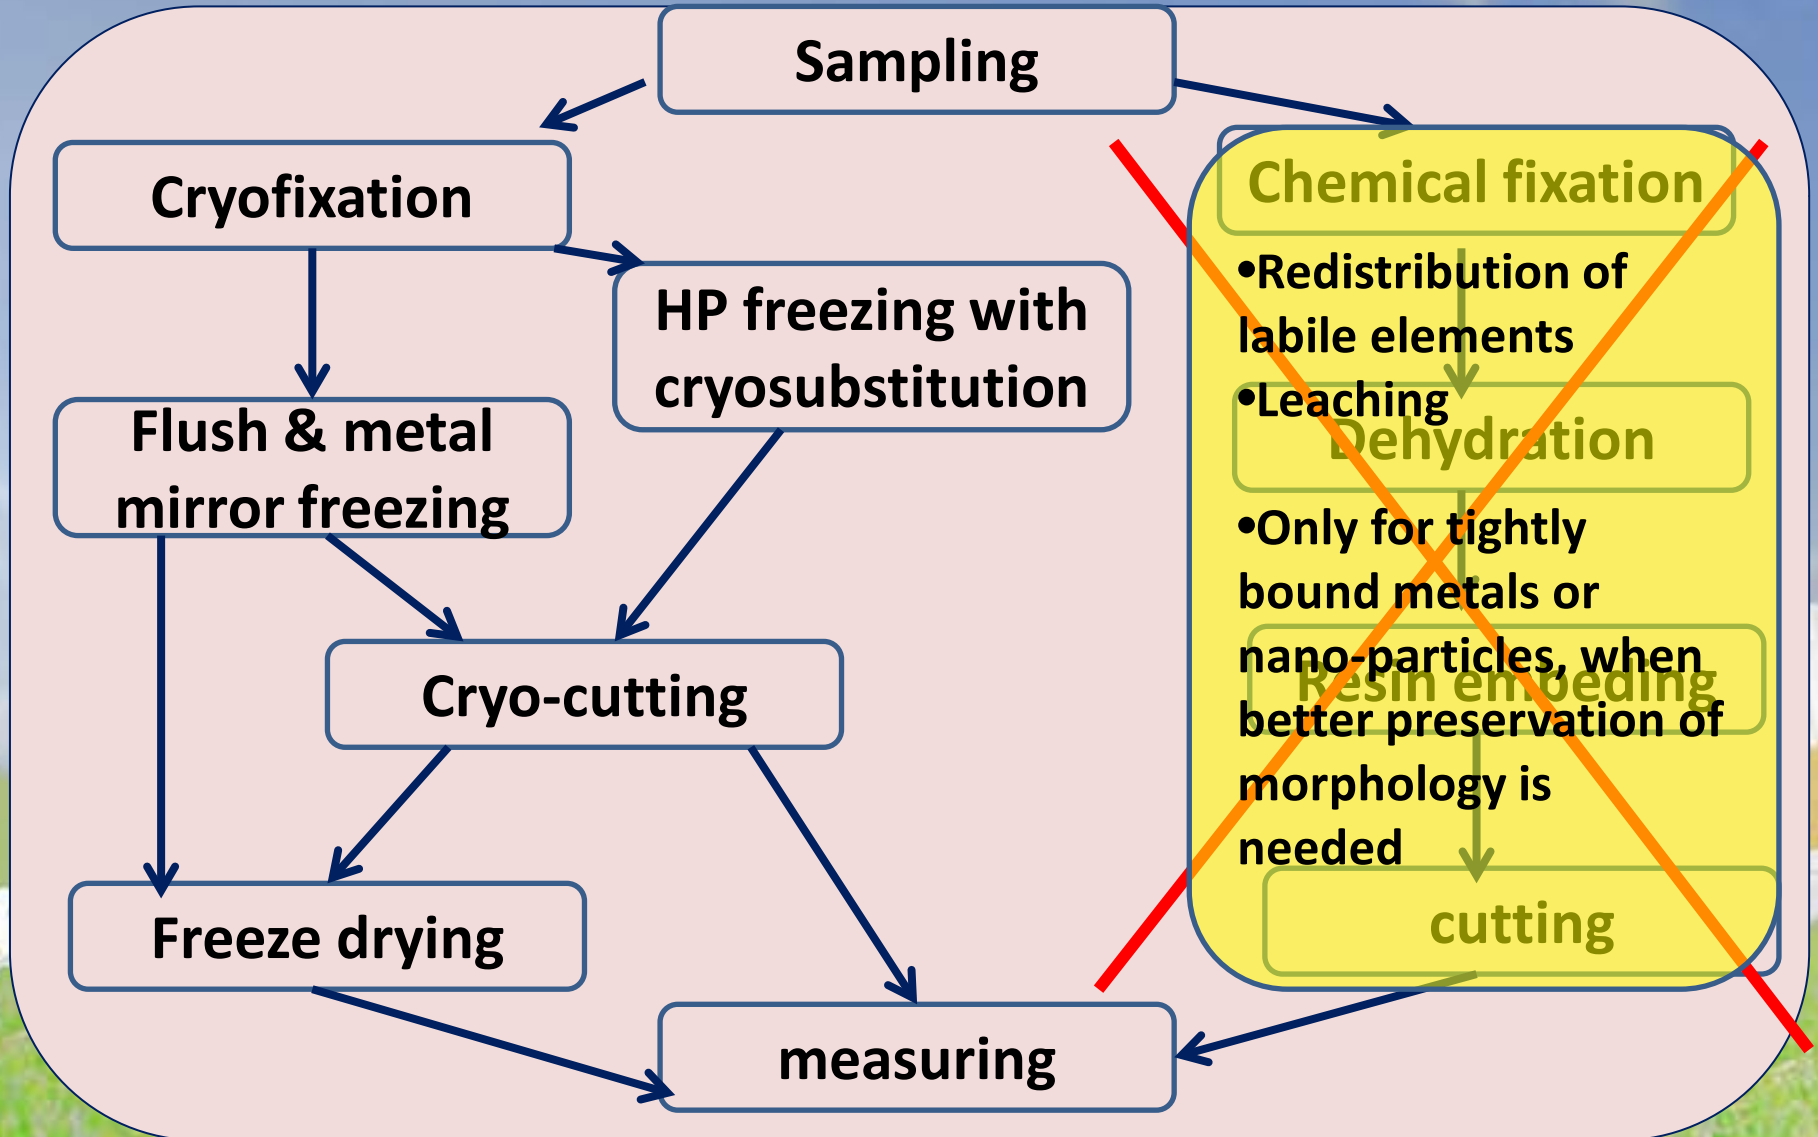 Sampling
Cryofixation
HP freezing with
cryosubstitution
Flush & metal
mirror freezing
Cryo-cutting
Freeze drying
measuring
Chemical fixation
•Redistribution of
labile elements
•Leaching
Dehydration
•Only for tightly
bound metals or
nano-particles, when
Resin embeding
better preservation of
morphology is
needed
cutting